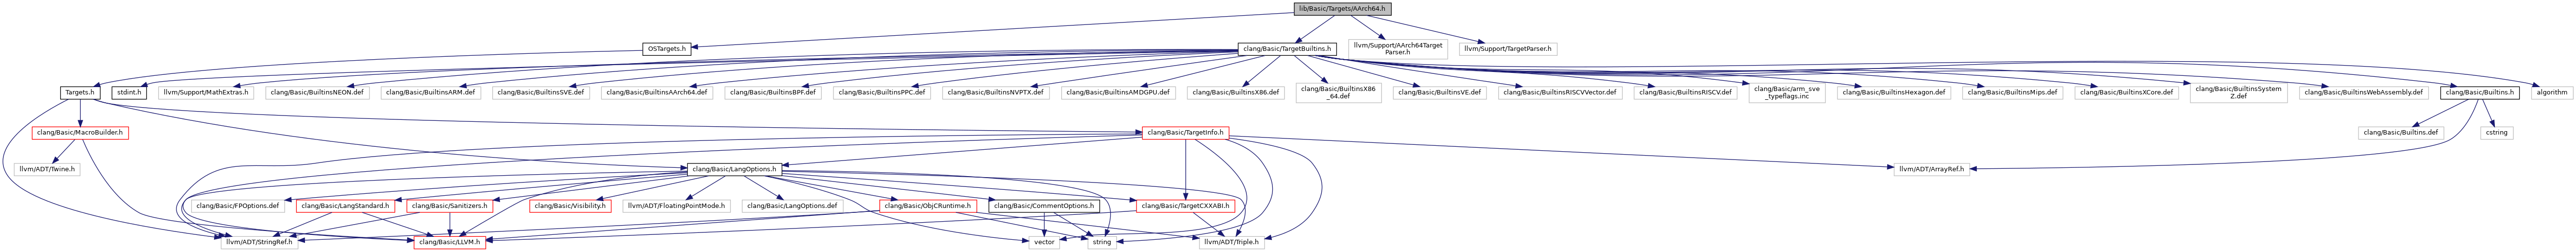 lib/Basic/Targets/AArch64.h
OSTargets.h
clang/Basic/TargetBuiltins.h
llvm/Support/AArch64Target
Parser.h
llvm/Support/TargetParser.h
Targets.h
stdint.h
llvm/Support/MathExtras.h
clang/Basic/BuiltinsNEON.def
clang/Basic/BuiltinsARM.def
clang/Basic/BuiltinsSVE.def
clang/Basic/BuiltinsAArch64.def
clang/Basic/BuiltinsBPF.def
clang/Basic/BuiltinsPPC.def
clang/Basic/BuiltinsNVPTX.def
clang/Basic/BuiltinsAMDGPU.def
clang/Basic/BuiltinsX86.def
clang/Basic/BuiltinsX86
_64.def
clang/Basic/BuiltinsVE.def
clang/Basic/BuiltinsRISCVVector.def
clang/Basic/BuiltinsRISCV.def
clang/Basic/arm_sve
_typeflags.inc
clang/Basic/BuiltinsHexagon.def
clang/Basic/BuiltinsMips.def
clang/Basic/BuiltinsXCore.def
clang/Basic/BuiltinsSystem
Z.def
clang/Basic/BuiltinsWebAssembly.def
clang/Basic/Builtins.h
algorithm
clang/Basic/MacroBuilder.h
clang/Basic/TargetInfo.h
clang/Basic/Builtins.def
cstring
llvm/ADT/Twine.h
clang/Basic/LangOptions.h
llvm/ADT/ArrayRef.h
clang/Basic/FPOptions.def
clang/Basic/LangStandard.h
clang/Basic/Sanitizers.h
clang/Basic/Visibility.h
llvm/ADT/FloatingPointMode.h
clang/Basic/LangOptions.def
clang/Basic/ObjCRuntime.h
clang/Basic/CommentOptions.h
clang/Basic/TargetCXXABI.h
llvm/ADT/StringRef.h
clang/Basic/LLVM.h
vector
string
llvm/ADT/Triple.h